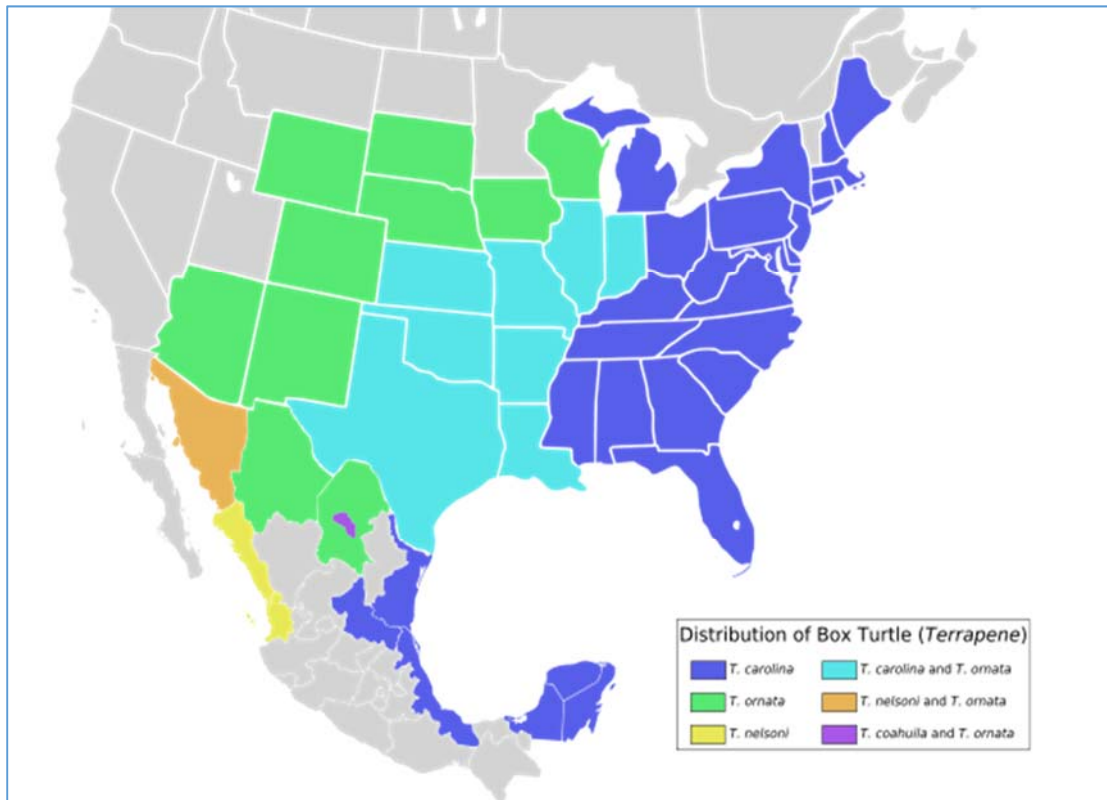 Distribution of Box Turtle (Terrapene)
T. carolina
T. carolina and T. ornata
T. ornata
T. nelsoni and T. ornata
T. nelsoni
T. coahuila and T. ornata